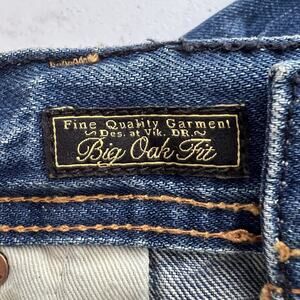 Fine Quality Garment
~Des. at Vik. DR.~
Big Oak Fit